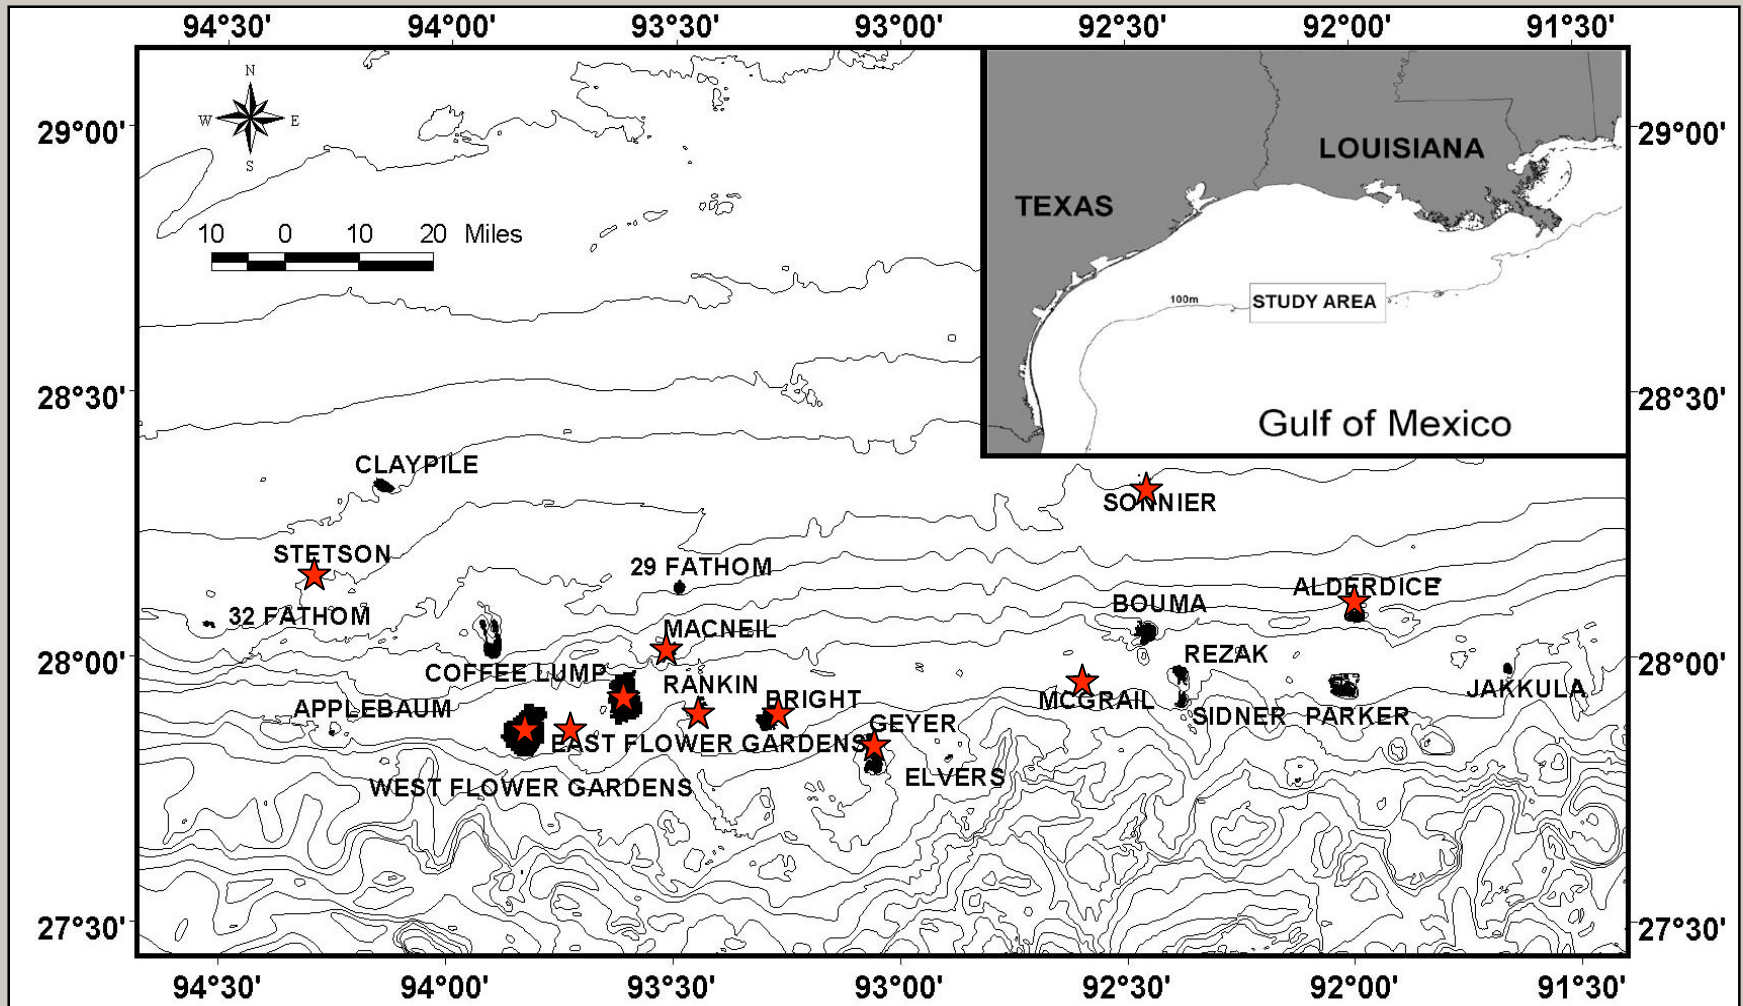 94°30' 94°00' 93°30' 93°00' 92°30' 92°00' 91°30'
N
W E
S
29°00' 29°00'
LOUISIANA
TEXAS
10 0 10 20 Miles
100m STUDY AREA
28°30' 28°30'
Gulf of Mexico
CLAYPILE
SONNIER
STETSON
29 FATHOM
ALDERDICE
BOUMA
32 FATHOM
MACNEIL
28°00' 28°00'
REZAK
COFFEE LUMP
RANKIN
BRIGHT
MCGRAIL
JAKKULA
APPLEBAUM
GEYER
SIDNER PARKER
EAST FLOWER GARDENS
ELVERS
WEST FLOWER GARDENS
27°30' 27°30'
94°30' 94°00' 93°30' 93°00' 92°30' 92°00' 91°30'